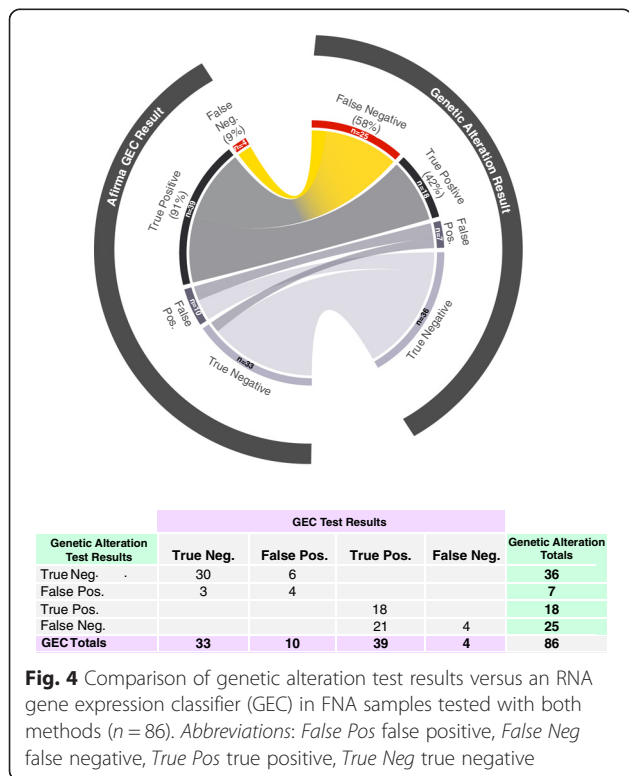 Afirma GEC Result
Genetic Alteration Result
False
Neg.
(9%)
n=4
False Negative
(58%)
n=25
True Positive
(91%)
n=39
True Postive
(42%)
n=18
False
Pos.
n=7
False
Pos.
n=10
True Negative
n=33
True Negative
n=36
GEC Test Results
Genetic Alteration
Test Results
True Neg. False Pos. True Pos. False Neg.
Genetic Alteration
Totals
True Neg. . 30 6 36
False Pos. 3 4 7
True Pos. 18 18
False Neg. 21 4 25
GEC Totals 33 10 39 4 86
Fig. 4 Comparison of genetic alteration test results versus an RNA
gene expression classifier (GEC) in FNA samples tested with both
methods (n = 86). Abbreviations: False Pos false positive, False Neg
false negative, True Pos true positive, True Neg true negative